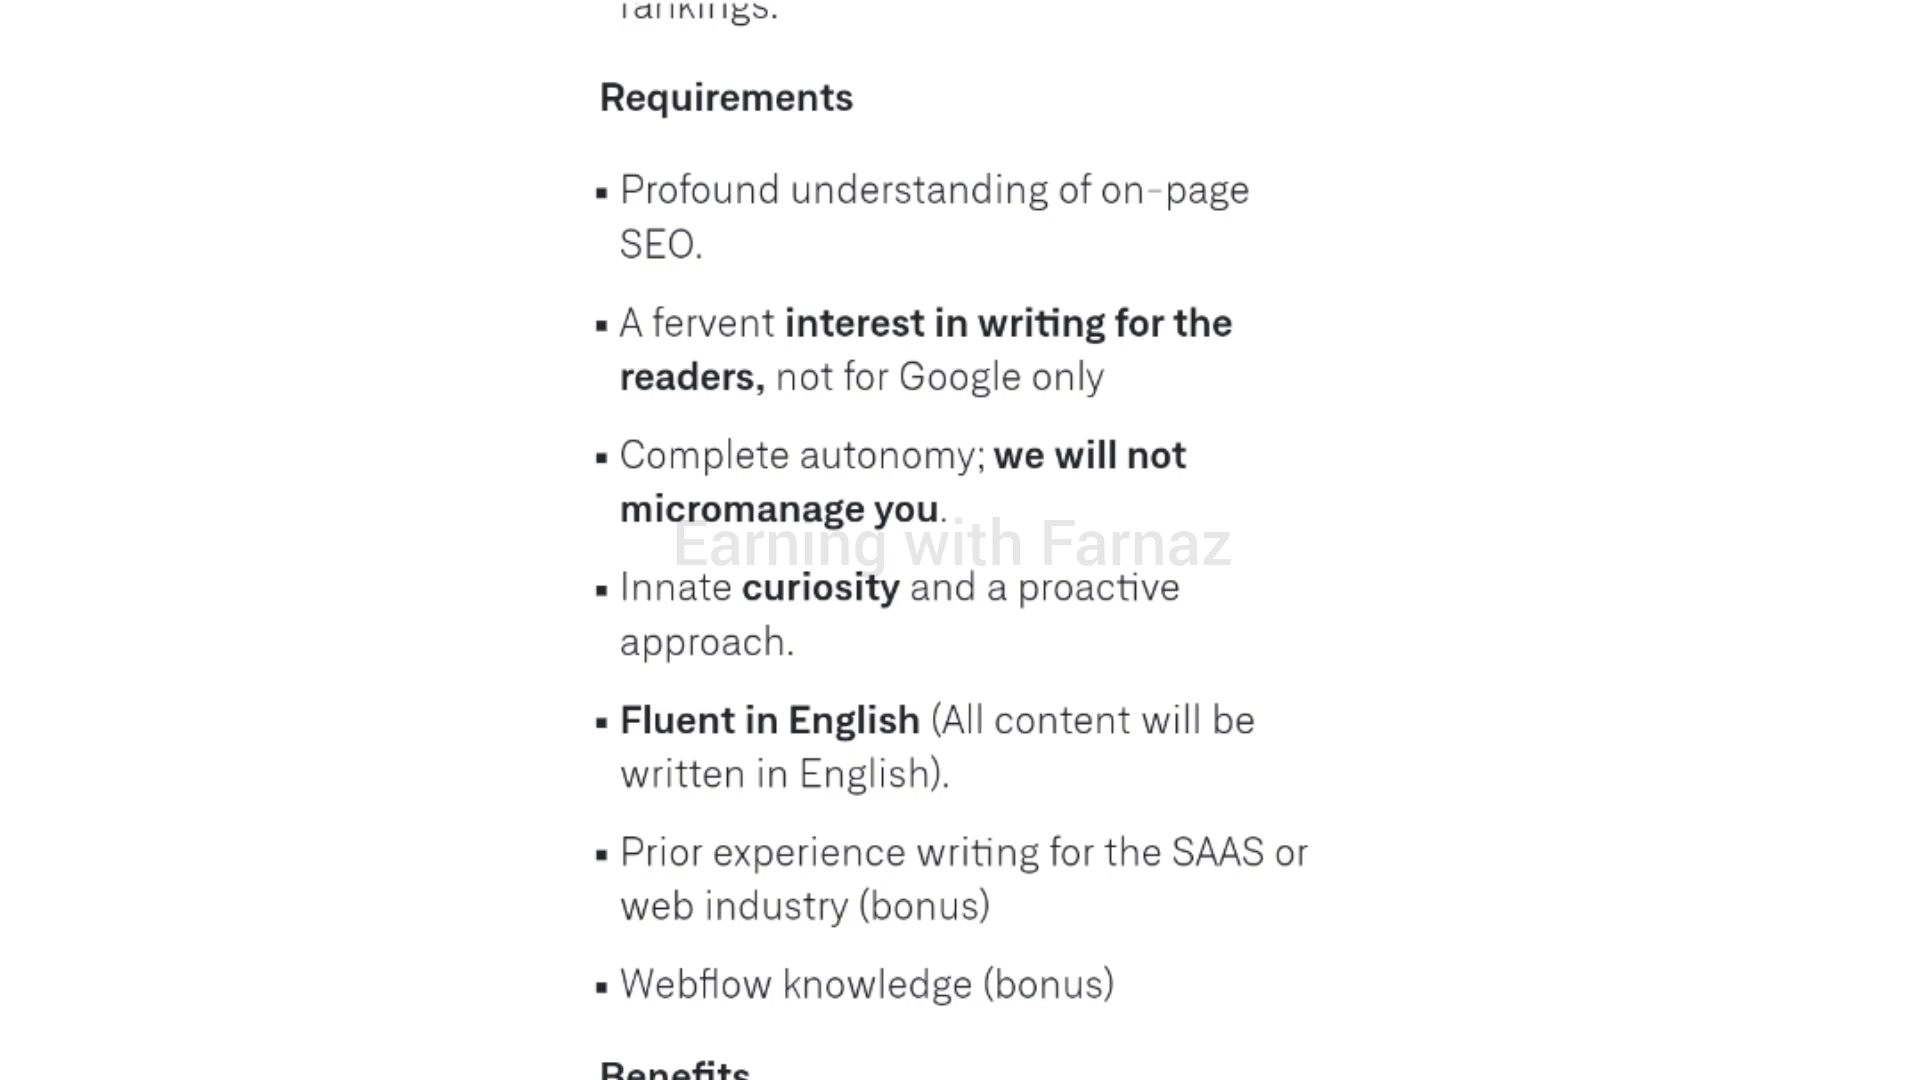 rankings.
Requirements
▪ Profound understanding of on-page
SEO.
▪ A fervent interest in writing for the
readers, not for Google only
▪ Complete autonomy; we will not
micromanage you.
Earning with Farnaz
▪ Innate curiosity and a proactive
approach.
▪ Fluent in English (All content will be
written in English).
▪ Prior experience writing for the SAAS or
web industry (bonus)
▪ Webflow knowledge (bonus)
Benefits